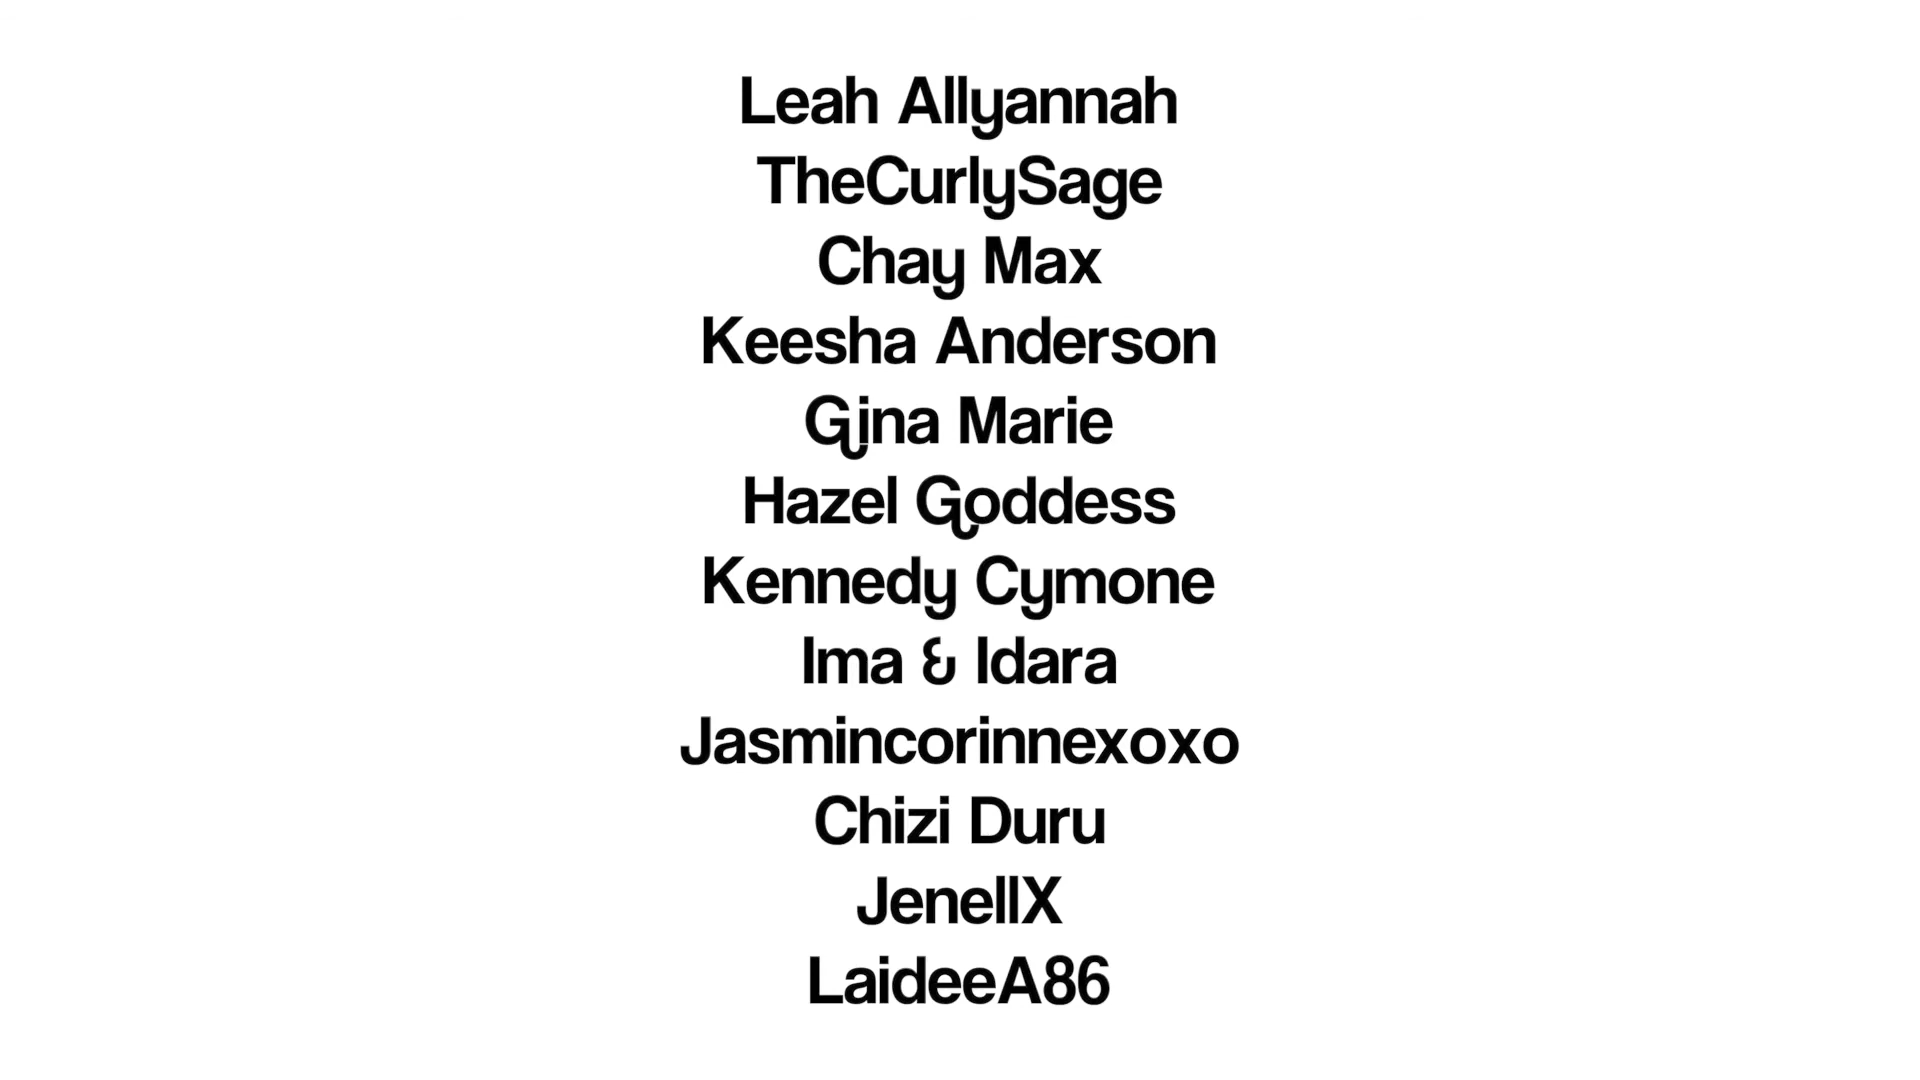 Leah Allyannah
TheCurlySage
Chay Max
Keesha Anderson
Gina Marie
Hazel Goddess
Kennedy Cymone
Ima & Idara
Jasmincorinnexoxo
Chizi Duru
JenellX
LaideeA86